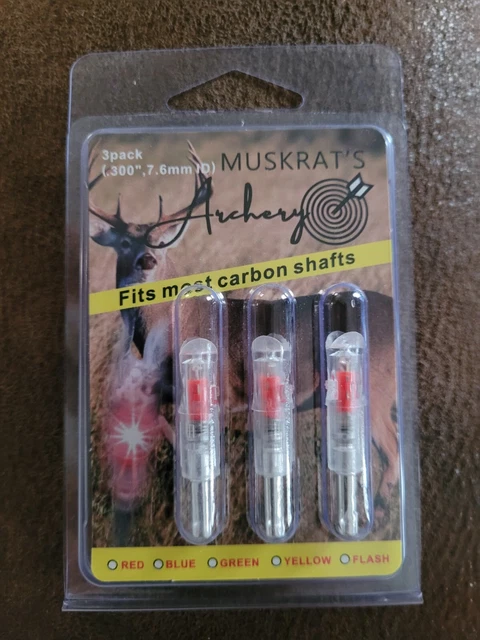 3pack
(.300",7.6mm ID)
MUSKRAT'S
Archery
Fits most carbon shafts
RED BLUE GREEN YELLOW FLASH